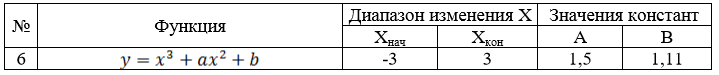 № Функция Диапазон изменения X Значения констант
Xнач Xкон A B
6 y = x³ + ax² + b -3 3 1,5 1,11